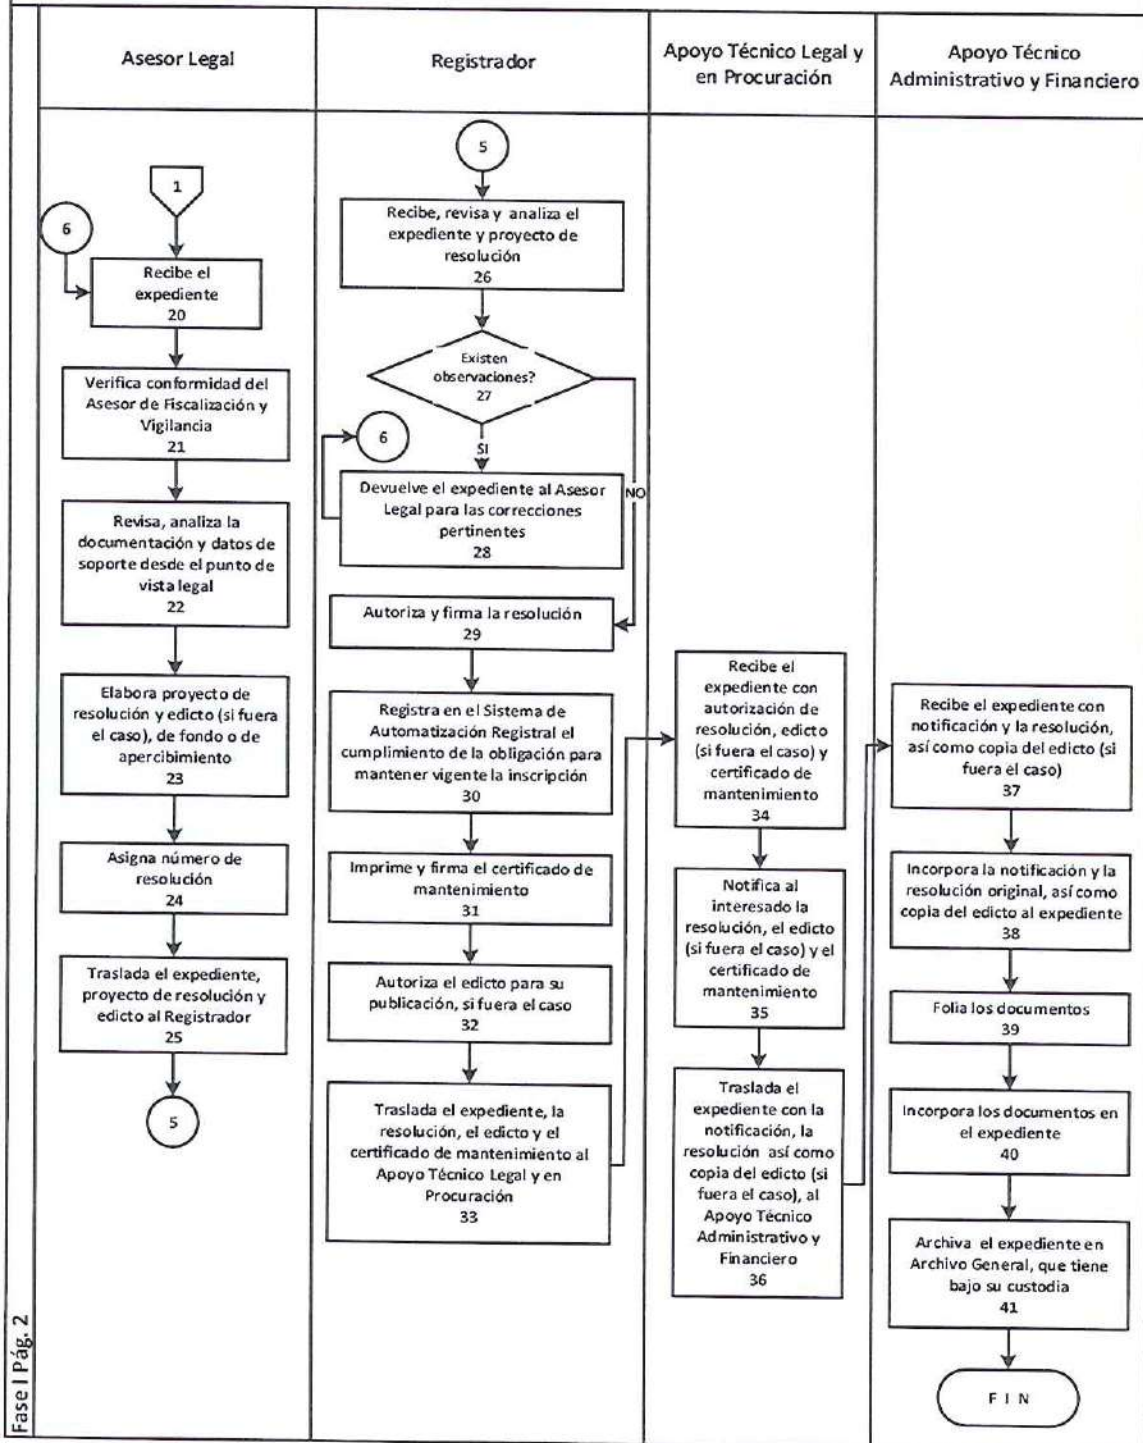 Asesor Legal
Registrador
Apoyo Técnico Legal y
en Procuración
Apoyo Técnico
Administrativo y Financiero
1
6
Recibe el
expediente
20
Verifica conformidad del
Asesor de Fiscalización y
Vigilancia
21
Revisa, analiza la
documentación y datos de
soporte desde el punto de
vista legal
22
Elabora proyecto de
resolución y edicto (si fuera
el caso), de fondo o de
apercibimiento
23
Asigna número de
resolución
24
Traslada el expediente,
proyecto de resolución y
edicto al Registrador
25
5
5
Recibe, revisa y analiza el
expediente y proyecto de
resolución
26
Existen
observaciones?
27
6
SI
NO
Devuelve el expediente al Asesor
Legal para las correcciones
pertinentes
28
Autoriza y firma la resolución
29
Registra en el Sistema de
Automatización Registral el
cumplimiento de la obligación para
mantener vigente la inscripción
30
Imprime y firma el certificado de
mantenimiento
31
Autoriza el edicto para su
publicación, si fuera el caso
32
Traslada el expediente, la
resolución, el edicto y el
certificado de mantenimiento al
Apoyo Técnico Legal y en
Procuración
33
Recibe el
expediente con
autorización de
resolución, edicto
(si fuera el caso) y
certificado de
mantenimiento
34
Notifica al
interesado la
resolución, el edicto
(si fuera el caso) y el
certificado de
mantenimiento
35
Traslada el
expediente con la
notificación, la
resolución así como
copia del edicto (si
fuera el caso), al
Apoyo Técnico
Administrativo y
Financiero
36
Recibe el expediente con
notificación y la resolución,
así como copia del edicto (si
fuera el caso)
37
Incorpora la notificación y la
resolución original, así como
copia del edicto al expediente
38
Folia los documentos
39
Incorpora los documentos en
el expediente
40
Archiva el expediente en
Archivo General, que tiene
bajo su custodia
41
F I N
Fase I Pág. 2